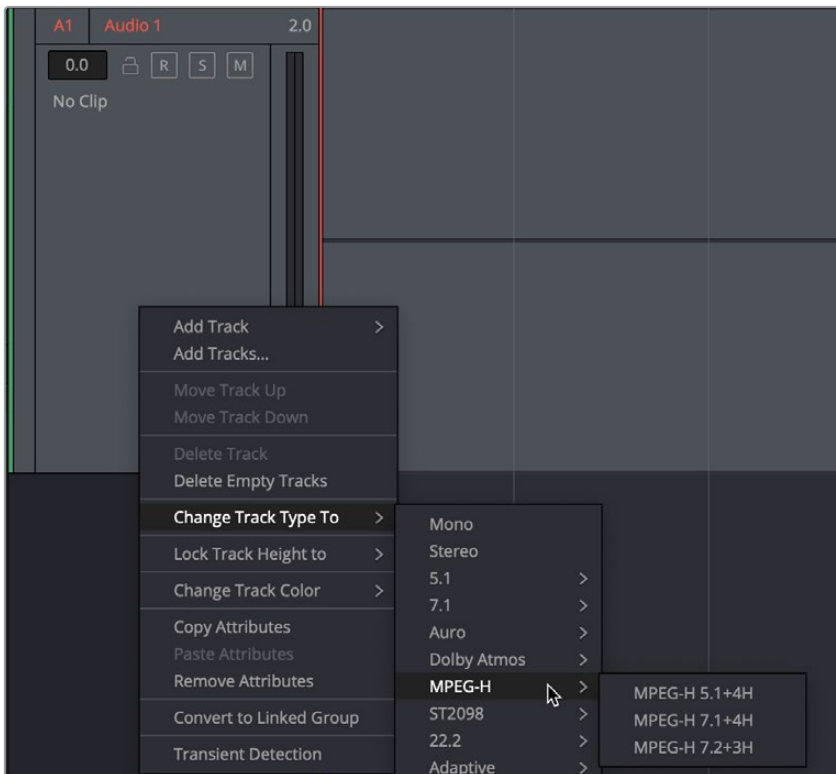 A1 Audio 1 2.0
0.0 R S M
No Clip
Add Track
Add Tracks...
Move Track Up
Move Track Down
Delete Track
Delete Empty Tracks
Change Track Type To
Lock Track Height to
Change Track Color
Copy Attributes
Paste Attributes
Remove Attributes
Convert to Linked Group
Transient Detection
Mono
Stereo
5.1
7.1
Auro
Dolby Atmos
MPEG-H
ST2098
22.2
Adaptive
MPEG-H 5.1+4H
MPEG-H 7.1+4H
MPEG-H 7.2+3H